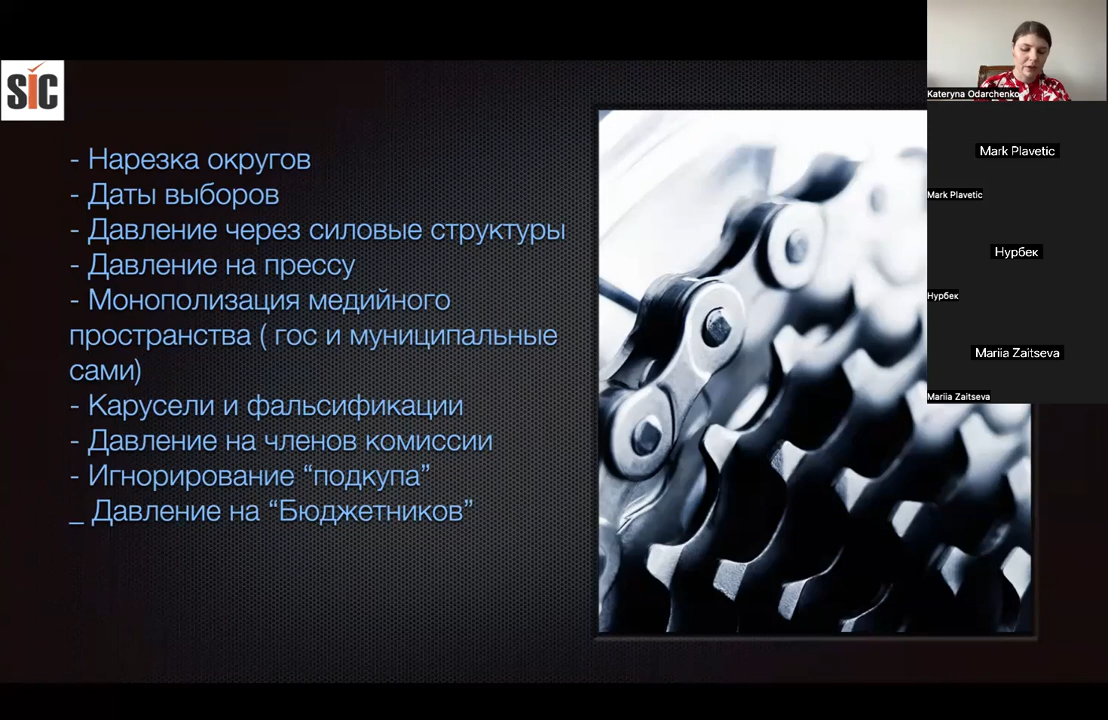 SIC
- Нарезка округов
- Даты выборов
- Давление через силовые структуры
- Давление на прессу
- Монополизация медийного
пространства ( гос и муниципальные
сами)
- Карусели и фальсификации
- Давление на членов комиссии
- Игнорирование “подкупа”
_ Давление на “Бюджетников”
Kateryna Odarchenko
Mark Plavetic
Mark Plavetic
Нурбек
Нурбек
Mariia Zaitseva
Mariia Zaitseva